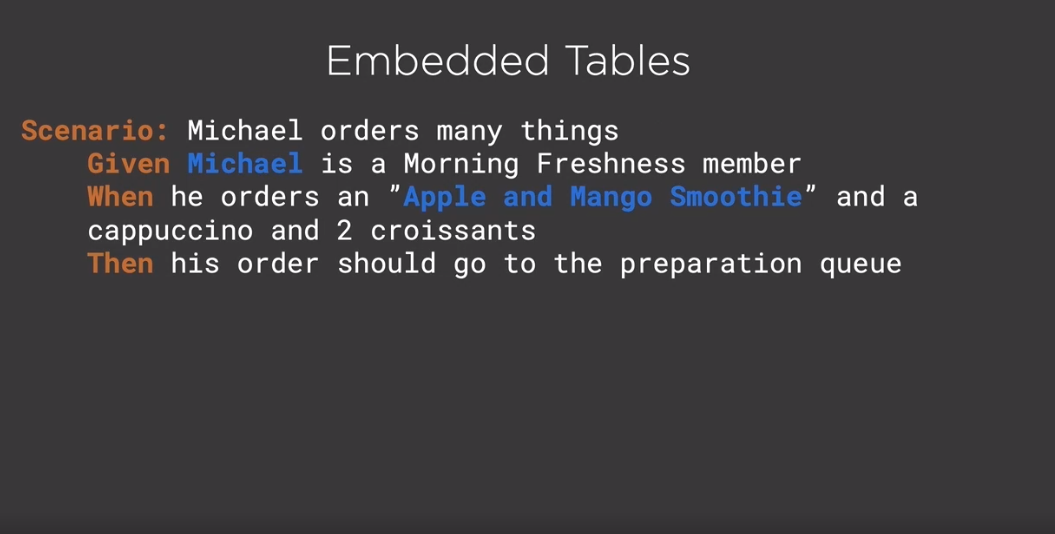 Embedded Tables
Scenario: Michael orders many things
Given Michael is a Morning Freshness member
When he orders an ”Apple and Mango Smoothie” and a
cappuccino and 2 croissants
Then his order should go to the preparation queue